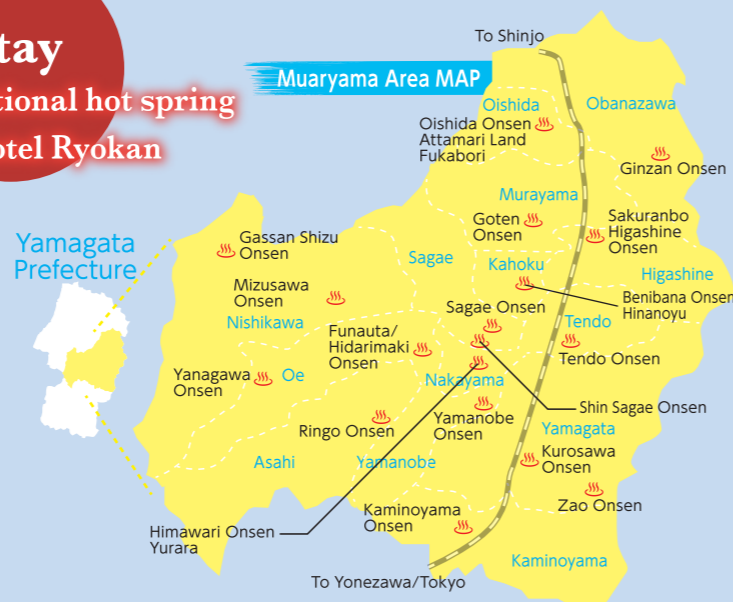 tay
tional hot spring
otel Ryokan
Muaryama Area MAP
To Shinjo
Oishida
Obanazawa
Oishida Onsen
Attamari Land
Fukabori
Ginzan Onsen
Murayama
Goten
Onsen
Sakuranbo
Higashine
Onsen
Yamagata
Prefecture
Gassan Shizu
Onsen
Sagae
Kahoku
Higashine
Mizusawa
Onsen
Benibana Onsen
Hinanoyu
Nishikawa
Sagae Onsen
Tendo
Funauta/
Hidarimaki
Onsen
Tendo Onsen
Yanagawa
Onsen
Oe
Nakayama
Shin Sagae Onsen
Ringo Onsen
Yamanobe
Onsen
Yamagata
Asahi
Yamanobe
Kurosawa
Onsen
Zao Onsen
Kaminoyama
Onsen
Himawari Onsen
Yurara
Kaminoyama
To Yonezawa/Tokyo